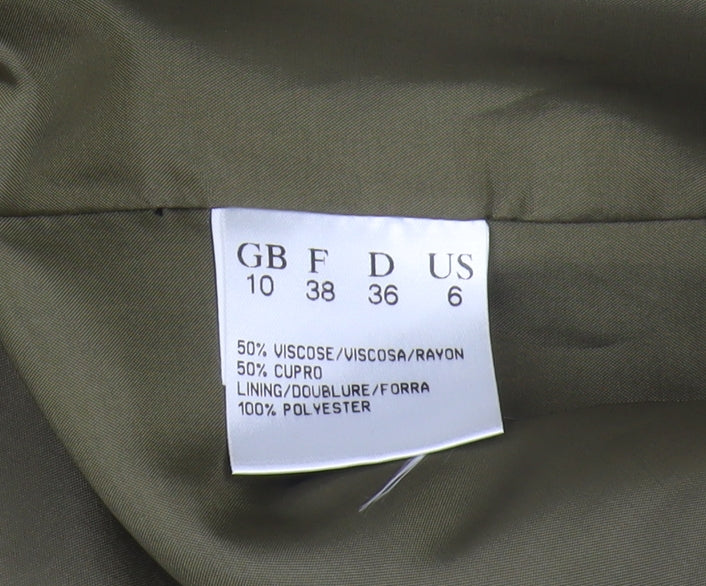 GB F D US
10 38 36 6
50% VISCOSE/VISCOSA/RAYON
50% CUPRO
LINING/DOUBLURE/FORRA
100% POLYESTER